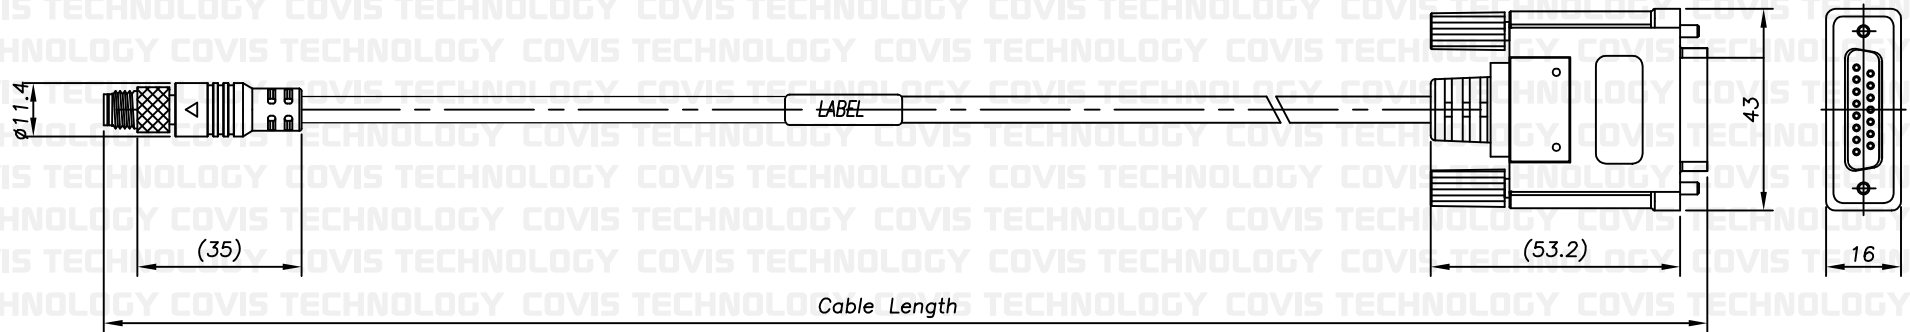 COVIS TECHNOLOGY
ø11.4
LABEL
43
(35)
(53.2)
16
Cable Length